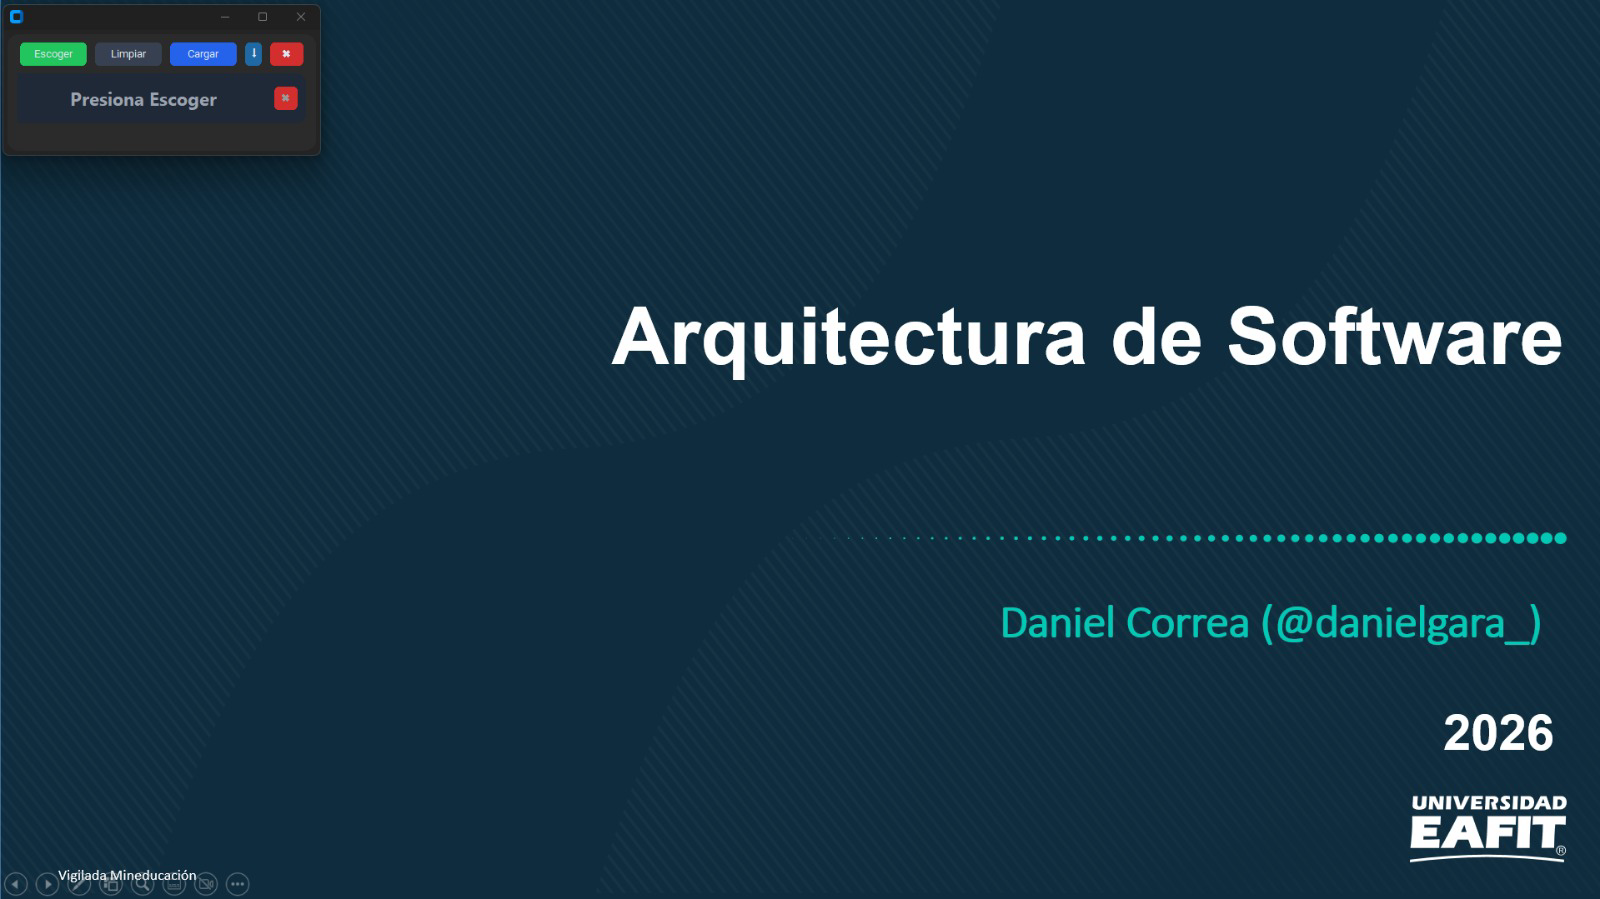 Escoger Limpiar Cargar
Presiona Escoger
Arquitectura de Software
Daniel Correa (@danielgara_)
2026
UNIVERSIDAD
EAFIT®
Vigilada Mineducación